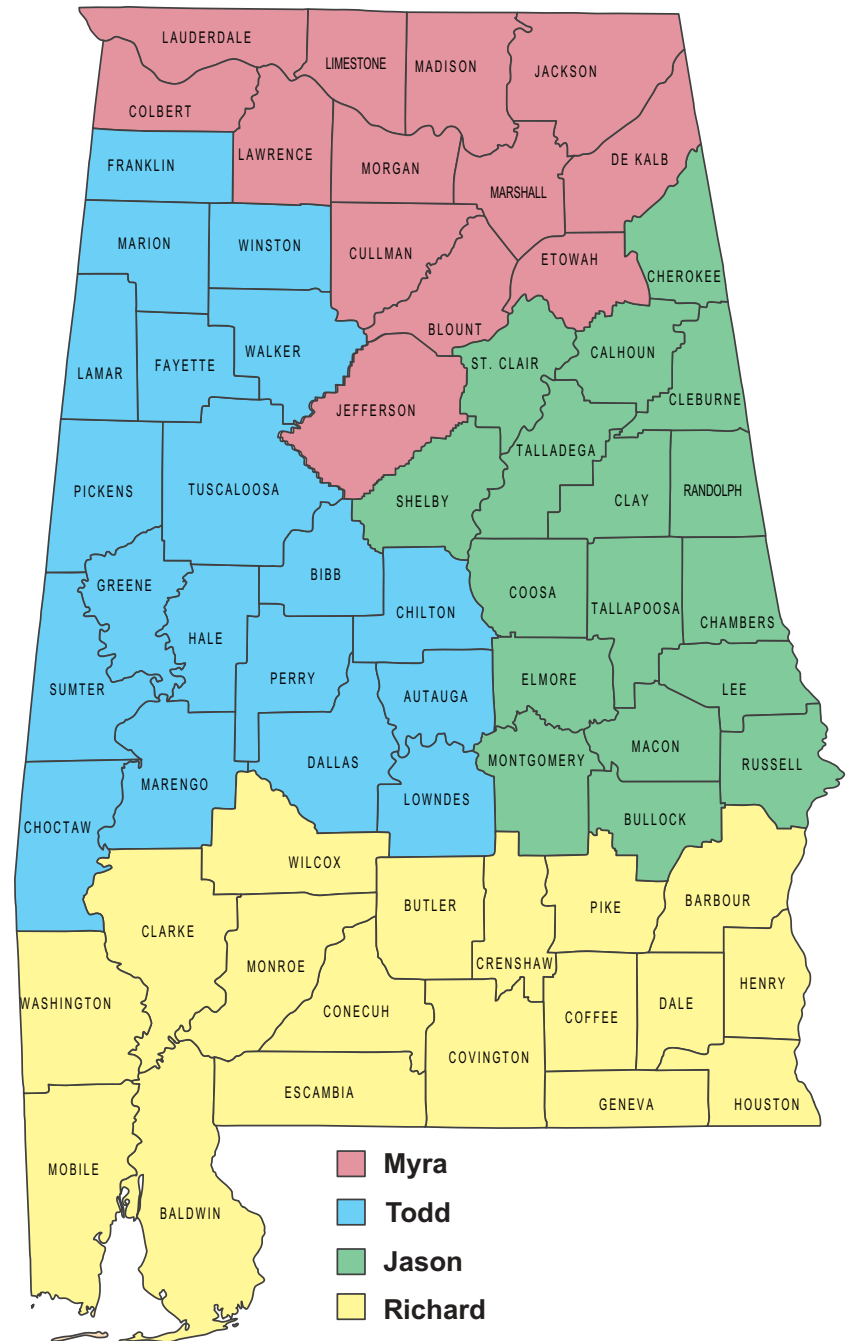 LAUDERDALE
LIMESTONE
MADISON
JACKSON
COLBERT
LAWRENCE
MORGAN
DE KALB
FRANKLIN
MARSHALL
MARION
WINSTON
CULLMAN
ETOWAH
CHEROKEE
BLOUNT
WALKER
CALHOUN
ST. CLAIR
FAYETTE
LAMAR
JEFFERSON
CLEBURNE
TALLADEGA
PICKENS
TUSCALOOSA
SHELBY
CLAY
RANDOLPH
BIBB
GREENE
CHILTON
COOSA
TALLAPOOSA
CHAMBERS
HALE
PERRY
ELMORE
SUMTER
AUTAUGA
LEE
MACON
DALLAS
MONTGOMERY
RUSSELL
MARENGO
LOWNDES
BULLOCK
CHOCTAW
WILCOX
BUTLER
PIKE
BARBOUR
CLARKE
MONROE
CRENSHAW
HENRY
WASHINGTON
CONECUH
COFFEE
DALE
COVINGTON
ESCAMBIA
GENEVA
HOUSTON
MOBILE
BALDWIN
Myra
Todd
Jason
Richard